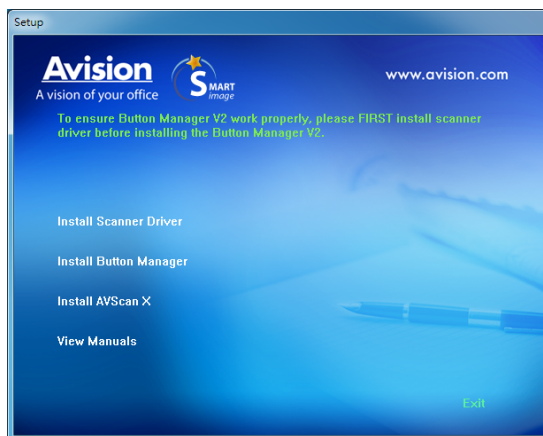 Setup
Avision
A vision of your office
SMART
image
www.avision.com
To ensure Button Manager V2 work properly, please FIRST install scanner
driver before installing the Button Manager V2.
Install Scanner Driver
Install Button Manager
Install AVScan X
View Manuals
Exit